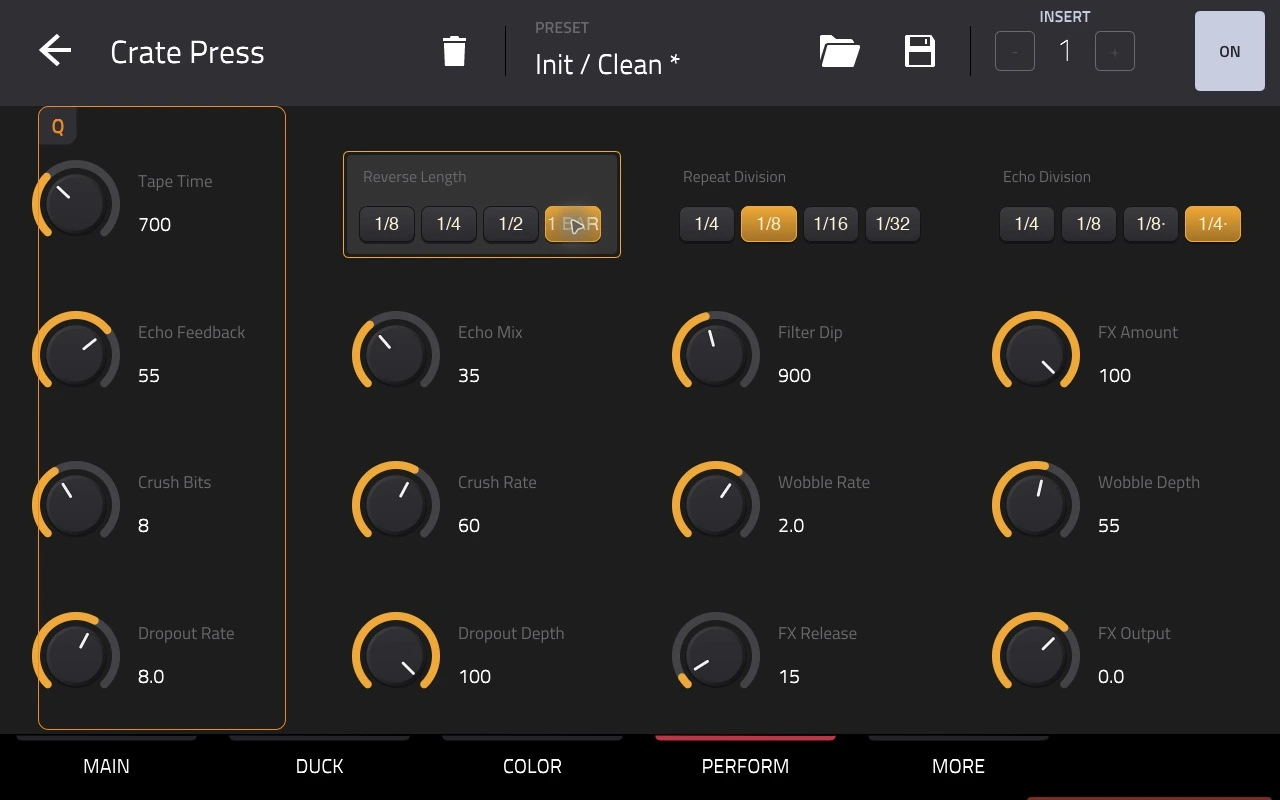 Crate Press
PRESET
Init / Clean *
INSERT
- 1 +
ON
Q
Tape Time
700
Reverse Length
1/8 1/4 1/2 1 BAR
Repeat Division
1/4 1/8 1/16 1/32
Echo Division
1/4 1/8 1/8· 1/4·
Echo Feedback
55
Echo Mix
35
Filter Dip
900
FX Amount
100
Crush Bits
8
Crush Rate
60
Wobble Rate
2.0
Wobble Depth
55
Dropout Rate
8.0
Dropout Depth
100
FX Release
15
FX Output
0.0
MAIN DUCK COLOR PERFORM MORE